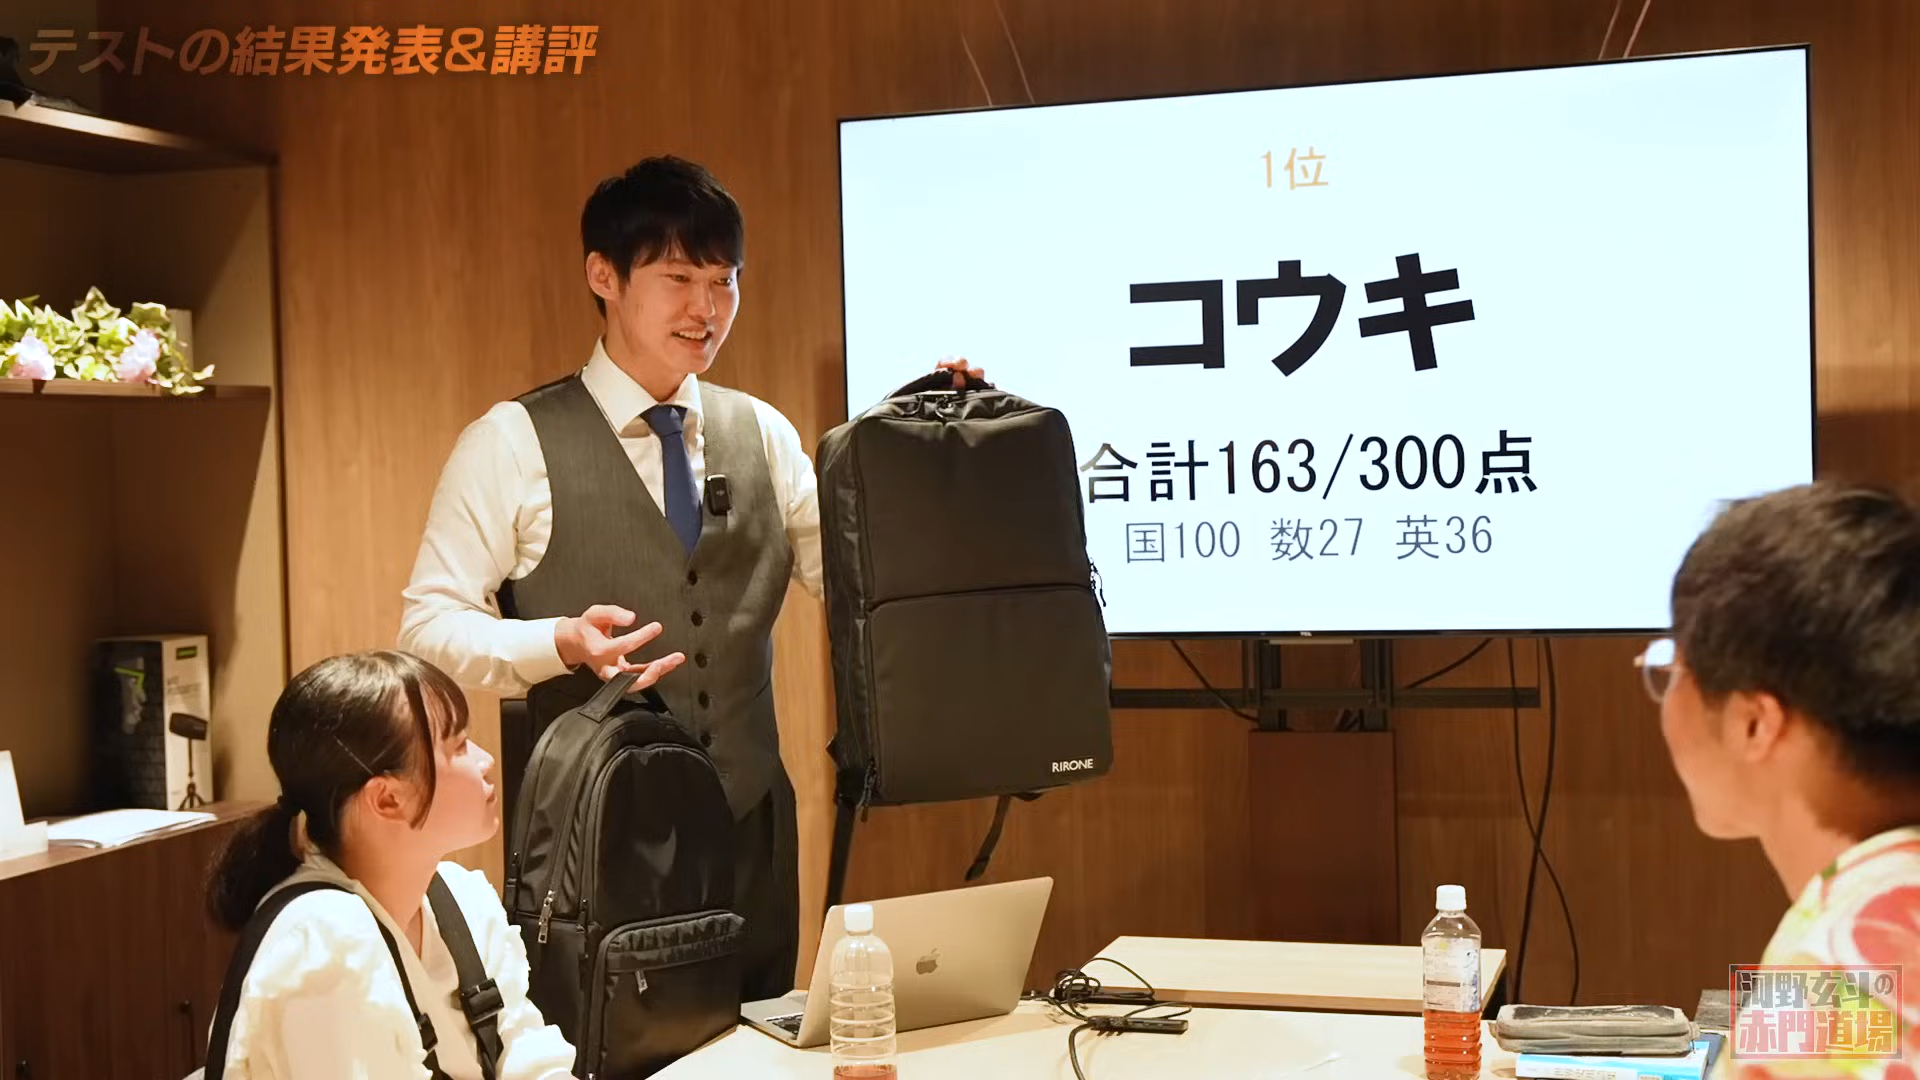 テストの結果発表&講評
1位
コウキ
合計163/300点
国100 数27 英36
RIRONE
河野玄斗の
赤門道場